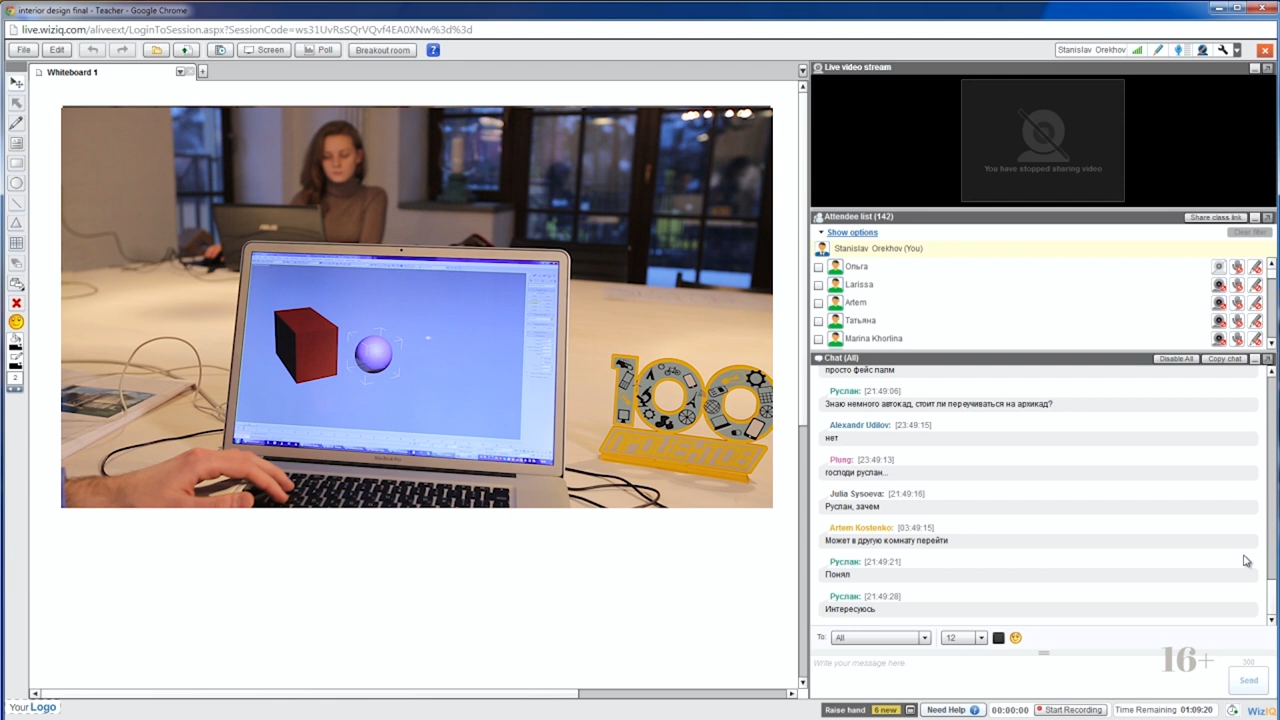 interior design final - Teacher - Google Chrome
live.wiziq.com/aliveext/LoginToSession.aspx?SessionCode=ws31UvRsSQrVQvf4EA0XNw%3d%3d
File
Edit
Screen
Poll
Breakout room
?
Stanislav Orekhov
Whiteboard 1
Live video stream
You have stopped sharing video
Attendee list (142)
Share class link
Show options
Clear filter
Stanislav Orekhov (You)
Ольга
Larissa
Artem
Татьяна
Marina Khorlina
Chat (All)
Disable All
Copy chat
просто фейс палм
Руслан: [21:49:06]
Знаю немного автокад, стоит ли переучиваться на архикад?
Alexandr Udilov: [23:49:15]
нет
Plung: [23:49:13]
господи руслан...
Julia Sysoeva: [21:49:16]
Руслан, зачем
Artem Kostenko: [03:49:15]
Может в другую комнату перейти
Руслан: [21:49:21]
Понял
Руслан: [21:49:28]
Интересуюсь
To:
All
12
Write your message here
16+
300
Send
2
100
MacBook Pro
Your Logo
Raise hand
6 new
Need Help ?
00:00:00
Start Recording
Time Remaining 01:09:20
WizIQ